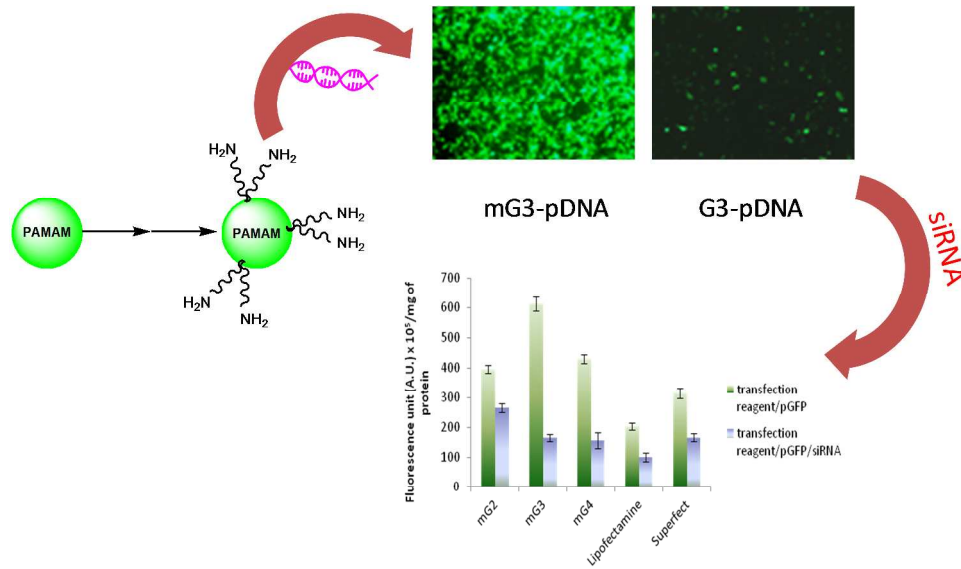 H₂N
NH₂
PAMAM
PAMAM
NH₂
NH₂
H₂N
NH₂
mG3-pDNA
G3-pDNA
siRNA
Fluorescence unit (A.U.) x 10⁵/mg of
protein
700
600
500
400
300
200
100
0
mG2
mG3
mG4
Lipofectamine
Superfect
transfection
reagent/pGFP
transfection
reagent/pGFP/siRNA